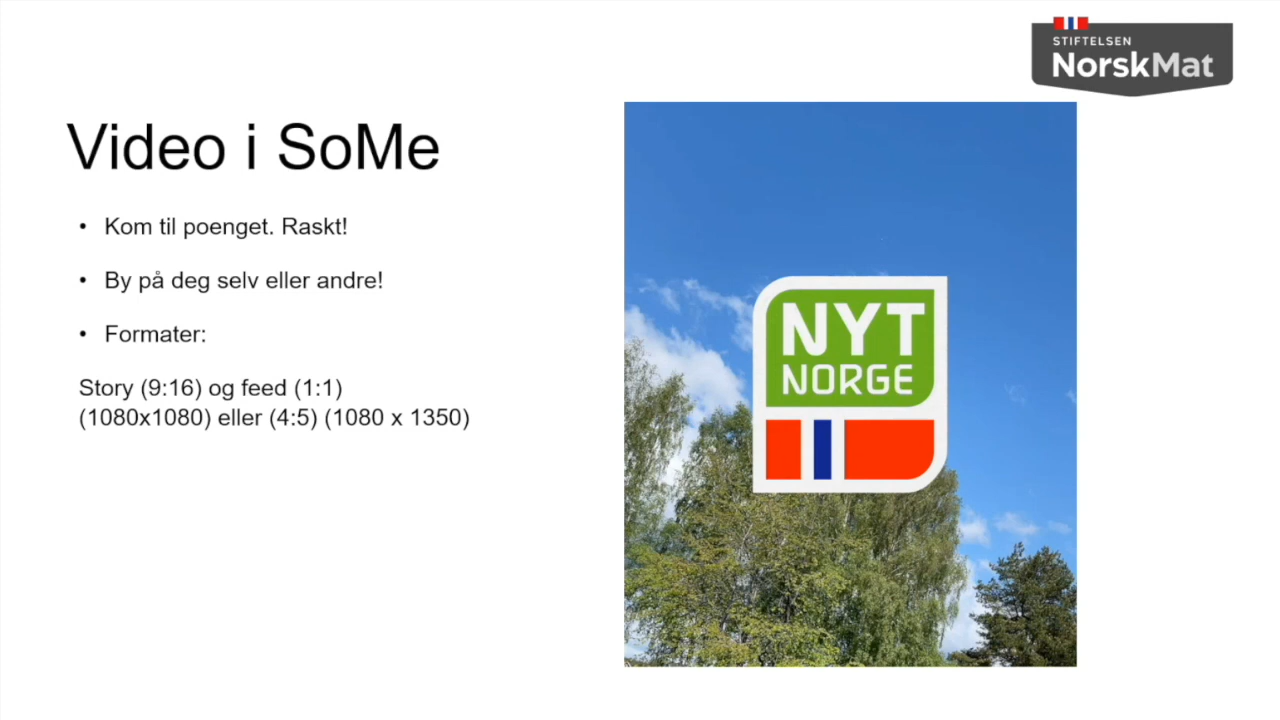 STIFTELSEN
NorskMat
Video i SoMe
• Kom til poenget. Raskt!
• By på deg selv eller andre!
• Formater:
Story (9:16) og feed (1:1)
(1080x1080) eller (4:5) (1080 x 1350)
NYT
NORGE